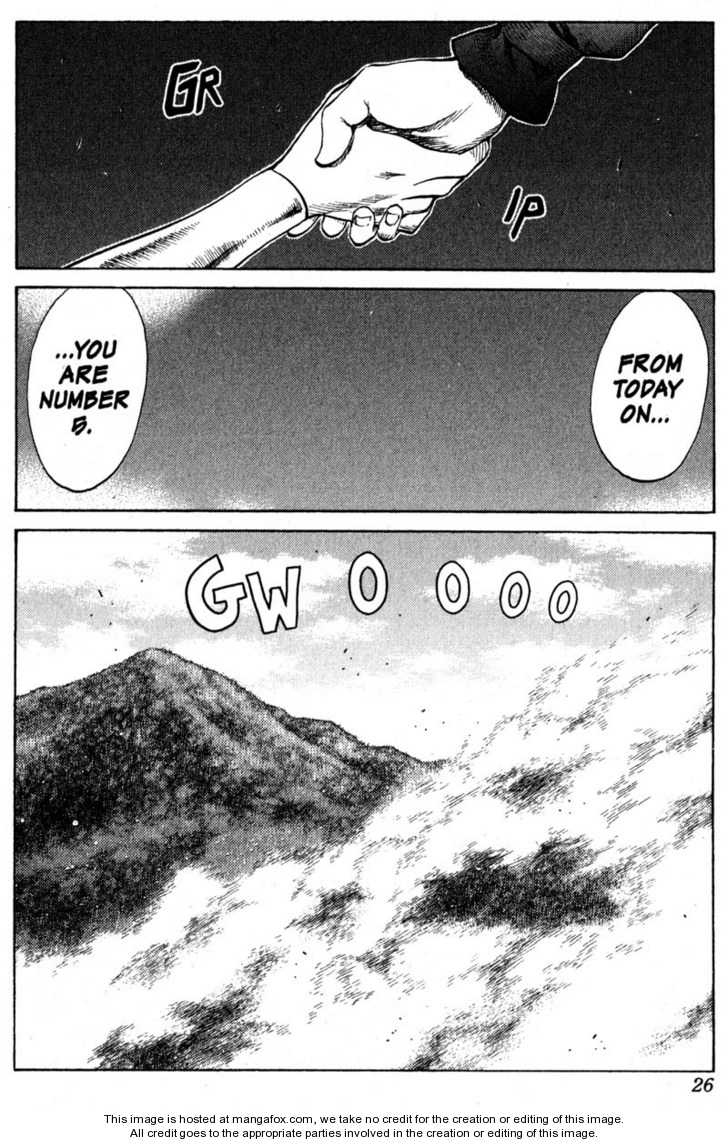 GR
IP
FROM
TODAY
ON...
...YOU
ARE
NUMBER
5.
GWOOOO
26
This image is hosted at mangafox.com, we take no credit for the creation or editing of this image.
All credit goes to the appropriate parties involved in the creation or editing of this image.